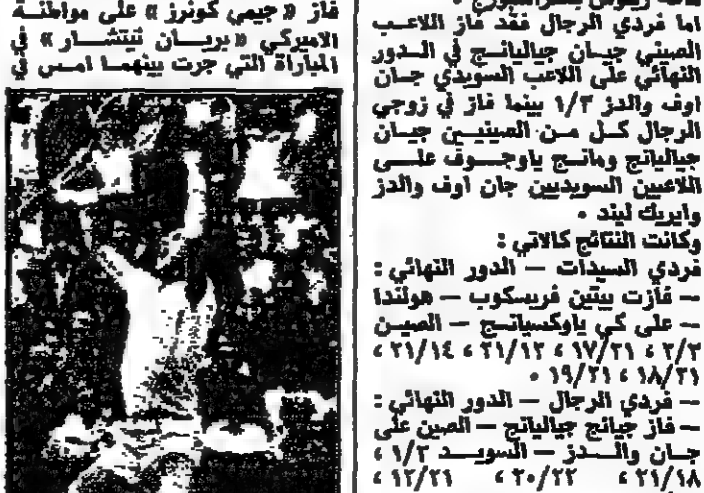 اما فردي الرجال فقد فاز اللاعب
الصيني جيان جياليانج في الدور
النهائي على اللاعب السويدي جان
اوف والدز ١/٣ بينما فاز في زوجي
الرجال كل من الصينيين جيان
جياليانج ومانج ياوجوف على
اللاعبين السويديين جان اوف والدز
وايريك ليند ٠
وكانت النتائج كالاتي :
فردي السيدات — الدور النهائي :
— فازت بيتين فريسكوب — هولندا
— على كي ياوكسيانج — الصين
٢/٣ ، ١٧/٢١ ، ٢١/١٢ ، ٢١/١٤ ،
١٨/٢١ ، ١٩/٢١ ٠
— فردي الرجال — الدور النهائي :
— فاز جيانج جياليانج — الصين على
جان والدز — السويد ١/٣ ،
٢١/١٨ ، ٢٠/٢٢ ، ١٢/٢١ ،
فاز « جيمي كونرز » على مواطنه
الاميركي « بريان تيتشار »
المباراة التي جرت بينهما امس في